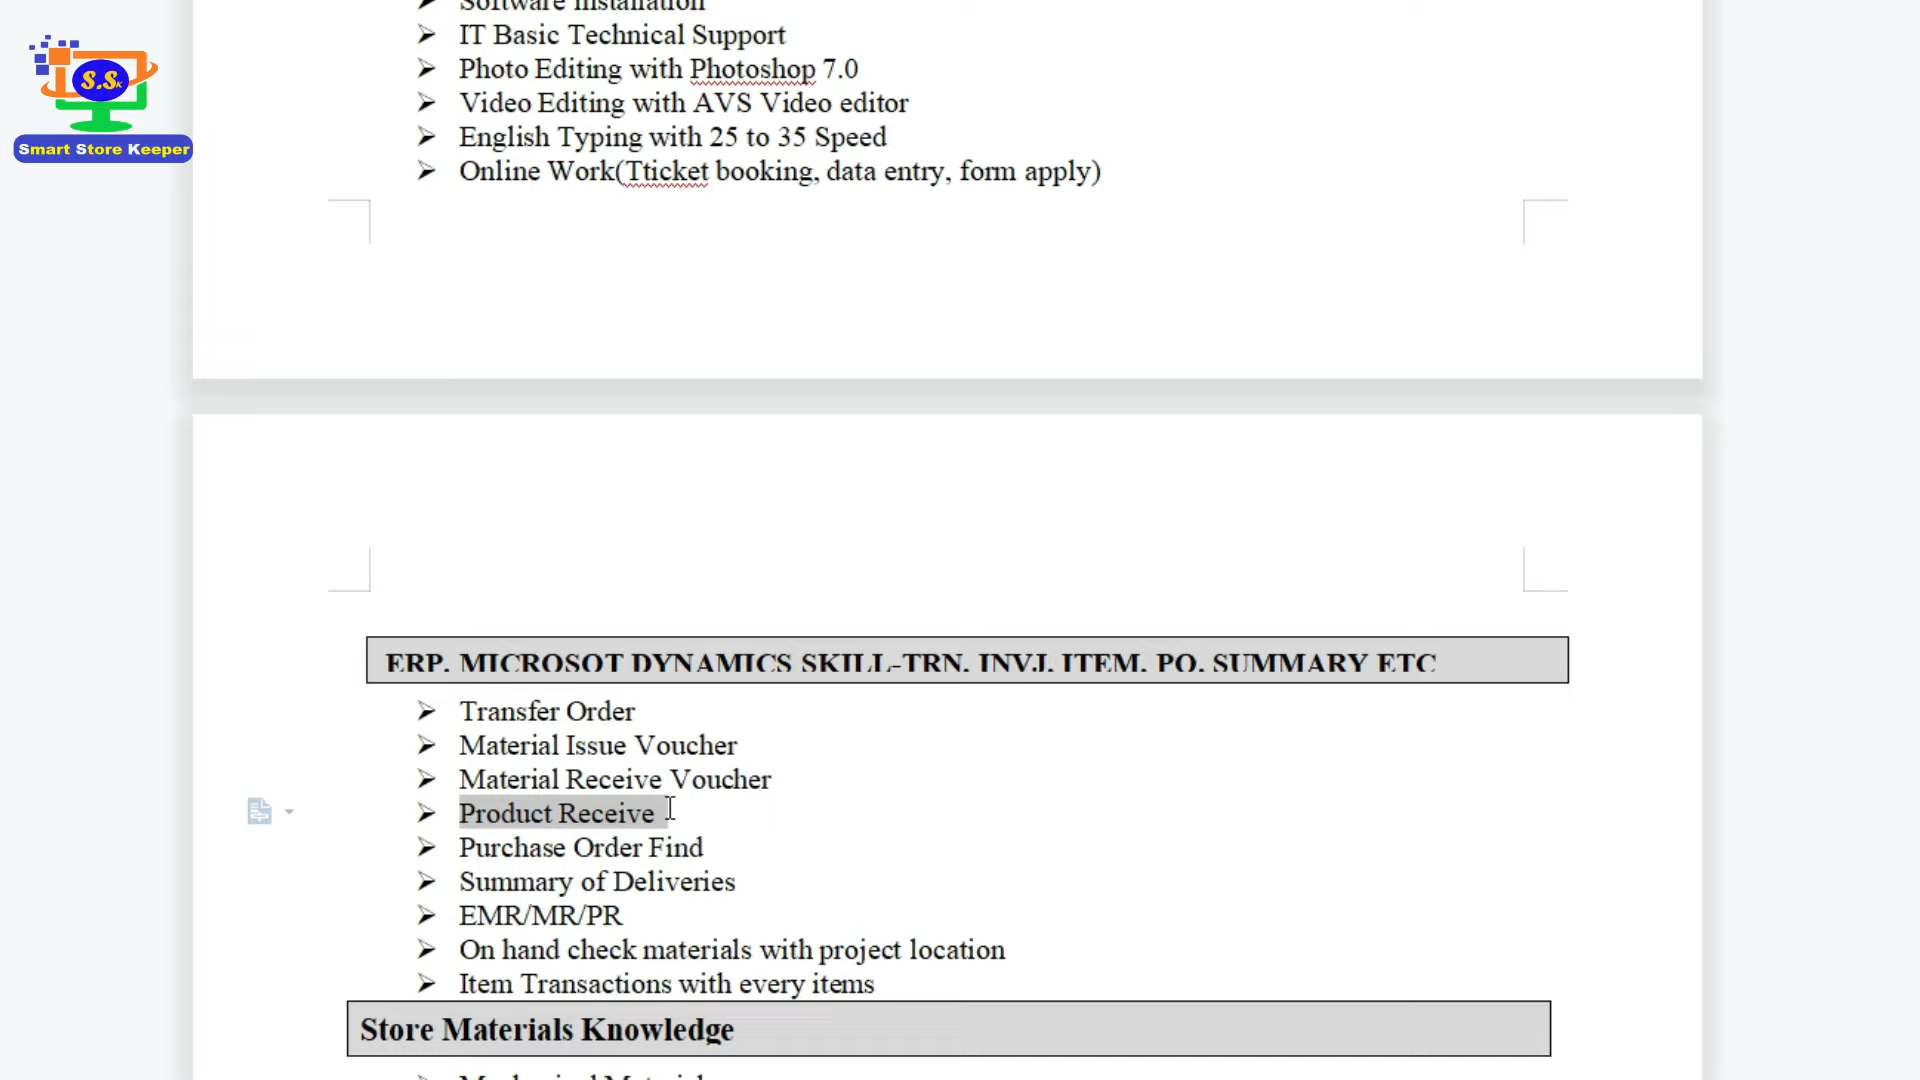 Software Installation
IT Basic Technical Support
Photo Editing with Photoshop 7.0
Video Editing with AVS Video editor
English Typing with 25 to 35 Speed
Online Work(Tticket booking, data entry, form apply)
S.Sk
Smart Store Keeper
ERP. MICROSOT DYNAMICS SKILL-TRN. INVJ. ITEM. PO. SUMMARY ETC
Transfer Order
Material Issue Voucher
Material Receive Voucher
Product Receive
Purchase Order Find
Summary of Deliveries
EMR/MR/PR
On hand check materials with project location
Item Transactions with every items
Store Materials Knowledge